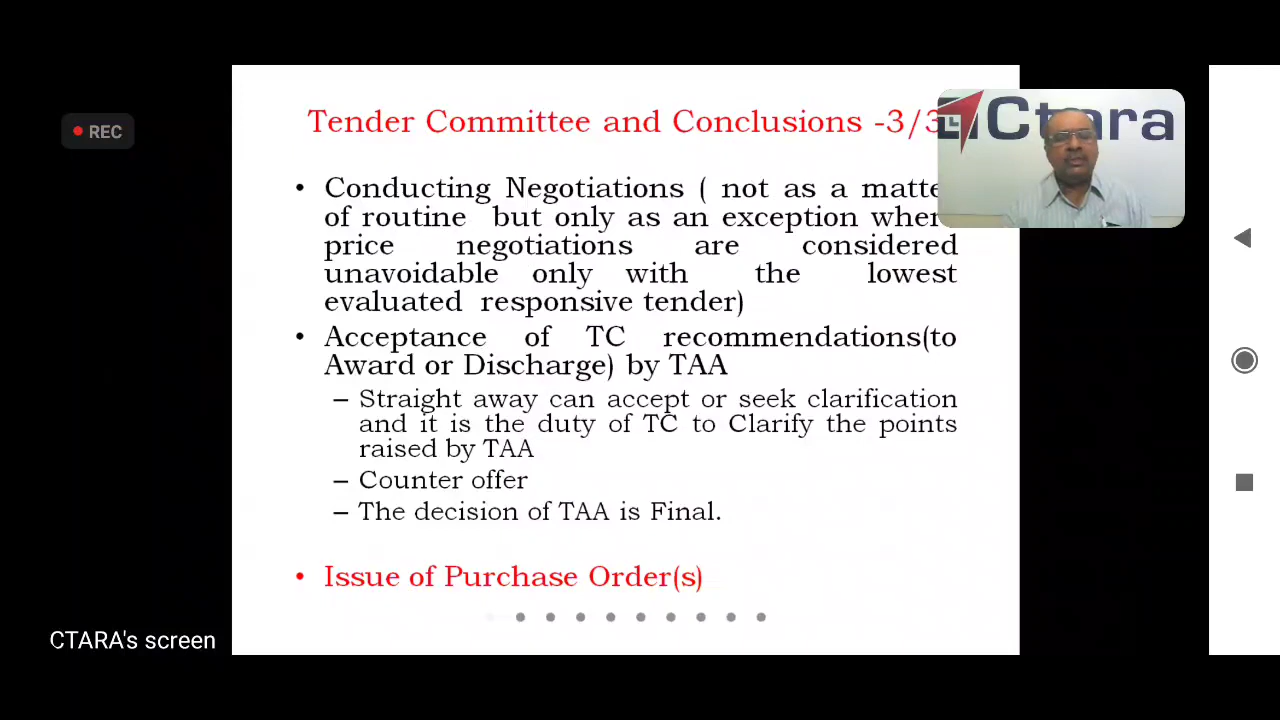 Tender Committee and Conclusions -3/3
REC
Ctara
• Conducting Negotiations ( not as a matte
of routine but only as an exception wher
price negotiations are considered
unavoidable only with the lowest
evaluated responsive tender)
• Acceptance of TC recommendations(to
Award or Discharge) by TAA
– Straight away can accept or seek clarification
and it is the duty of TC to Clarify the points
raised by TAA
– Counter offer
– The decision of TAA is Final.
• Issue of Purchase Order(s)
CTARA's screen